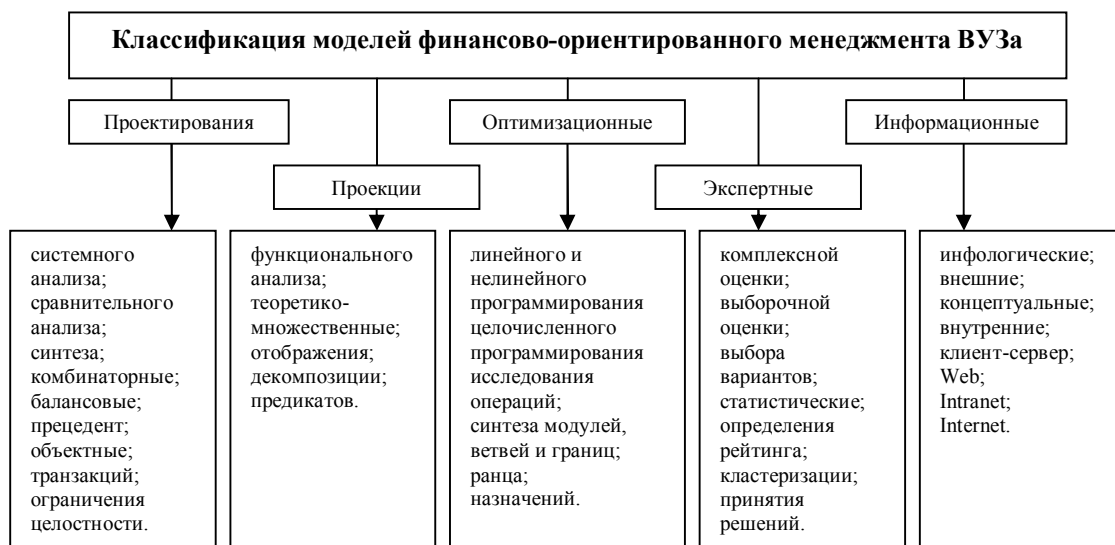 Классификация моделей финансово-ориентированного менеджмента ВУЗа
Проектирования
Оптимизационные
Информационные
Проекции
Экспертные
системного
анализа;
сравнительного
анализа;
синтеза;
комбинаторные;
балансовые;
прецедент;
объектные;
транзакций;
ограничения
целостности.
функционального
анализа;
теоретико-
множественные;
отображения;
декомпозиции;
предикатов.
линейного и
нелинейного
программирования
целочисленного
программирования
исследования
операций;
синтеза модулей,
ветвей и границ;
ранца;
назначений.
комплексной
оценки;
выборочной
оценки;
выбора
вариантов;
статистические;
определения
рейтинга;
кластеризации;
принятия
решений.
инфологические;
внешние;
концептуальные;
внутренние;
клиент-сервер;
Web;
Intranet;
Internet.